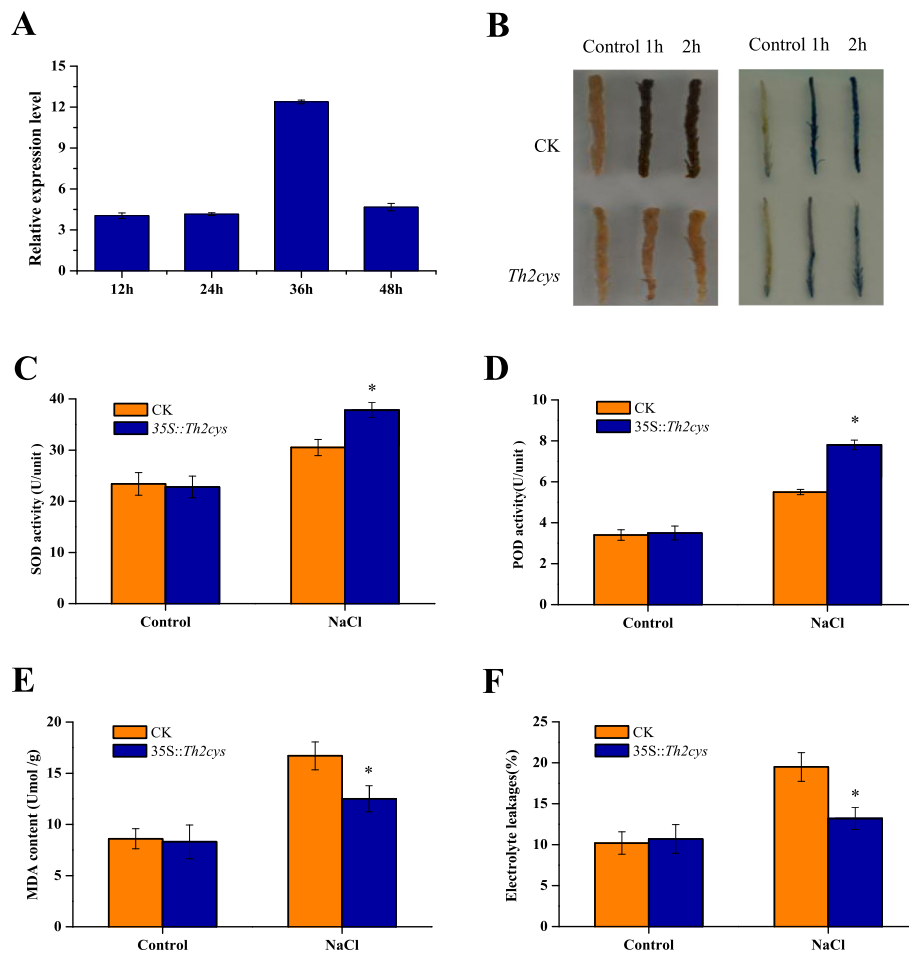 A
Relative expression level
15
12
9
6
3
0
12h
24h
36h
48h
B
Control 1h 2h
Control 1h 2h
CK
Th2cys
C
SOD activity (U/unit )
40
30
20
10
0
CK
35S::Th2cys
*
Control
NaCl
D
POD activity(U/unit )
10
8
6
4
2
0
CK
35S::Th2cys
*
Control
NaCl
E
MDA content (Umol /g)
20
15
10
5
0
CK
35S::Th2cys
*
Control
NaCl
F
Electrolyte leakages(%)
25
20
15
10
5
0
CK
35S::Th2cys
*
Control
NaCl